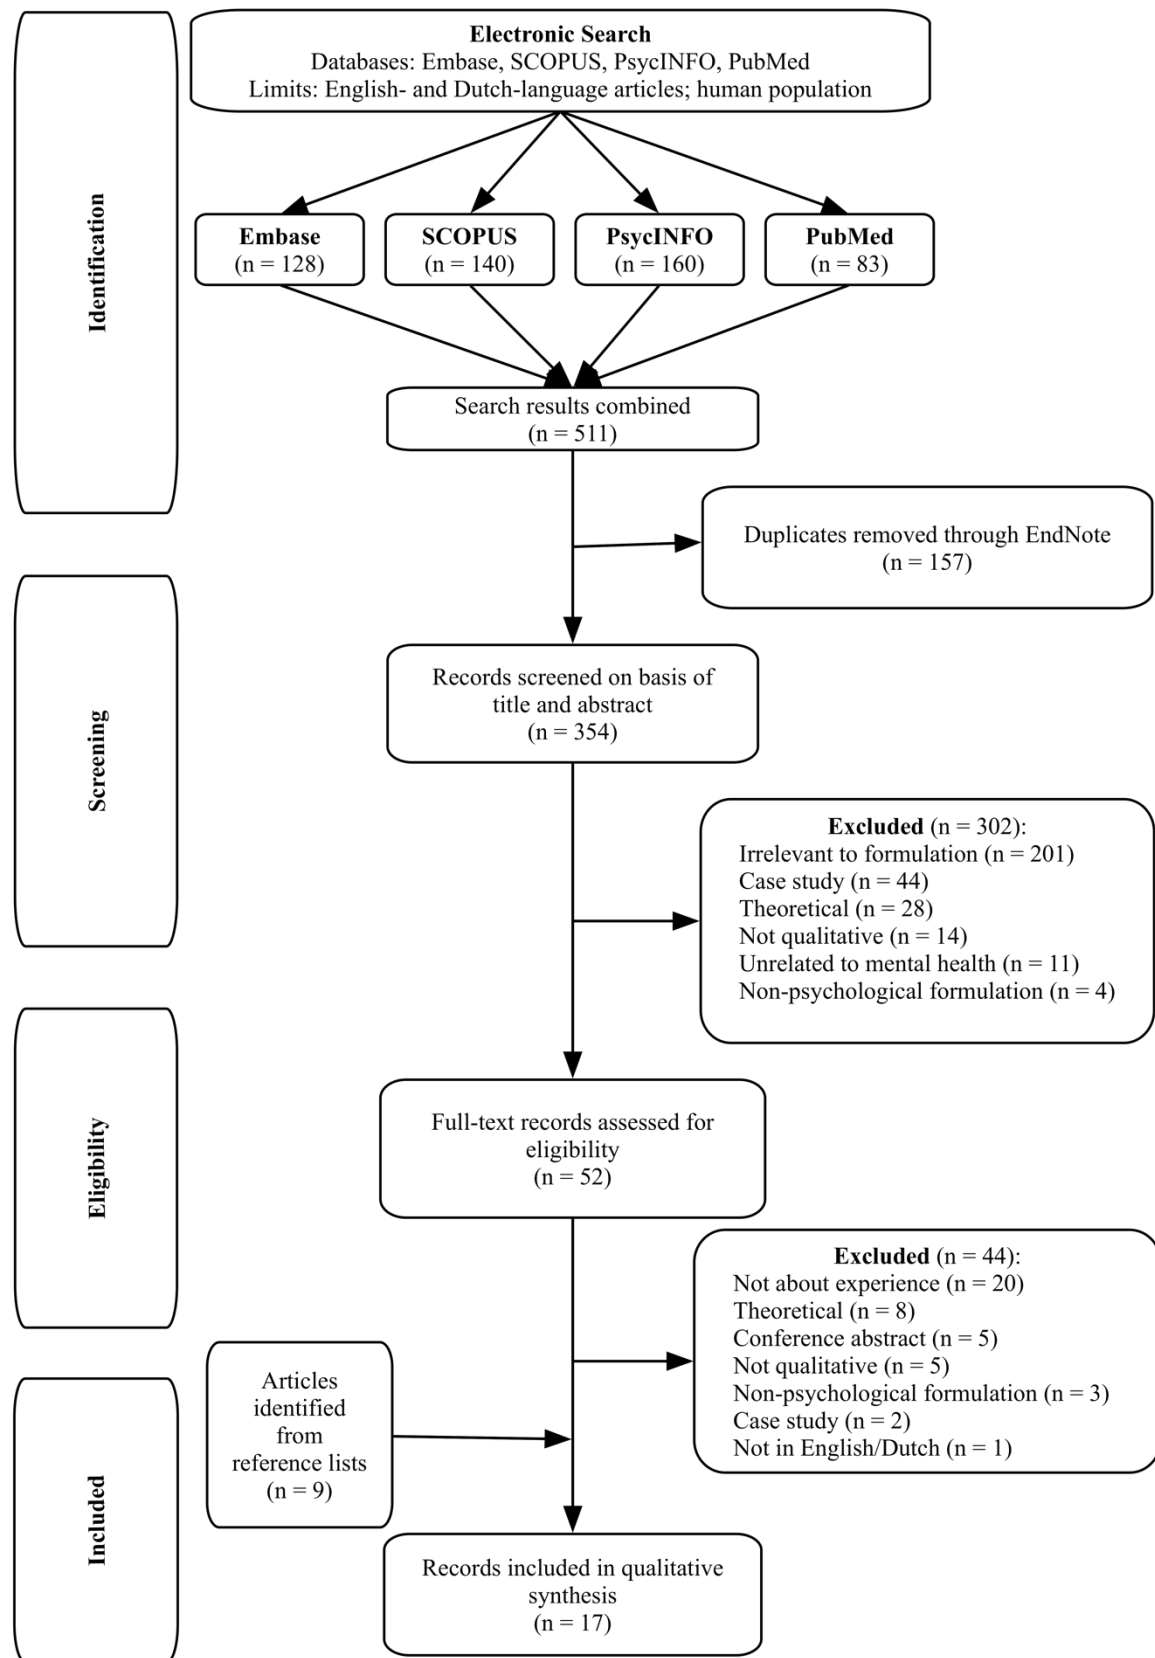 Identification
Electronic Search
Databases: Embase, SCOPUS, PsycINFO, PubMed
Limits: English- and Dutch-language articles; human population
Embase
(n = 128)
SCOPUS
(n = 140)
PsycINFO
(n = 160)
PubMed
(n = 83)
Search results combined
(n = 511)
Duplicates removed through EndNote
(n = 157)
Screening
Records screened on basis of
title and abstract
(n = 354)
Excluded (n = 302):
Irrelevant to formulation (n = 201)
Case study (n = 44)
Theoretical (n = 28)
Not qualitative (n = 14)
Unrelated to mental health (n = 11)
Non-psychological formulation (n = 4)
Eligibility
Full-text records assessed for
eligibility
(n = 52)
Excluded (n = 44):
Not about experience (n = 20)
Theoretical (n = 8)
Conference abstract (n = 5)
Not qualitative (n = 5)
Non-psychological formulation (n = 3)
Case study (n = 2)
Not in English/Dutch (n = 1)
Included
Articles
identified
from
reference lists
(n = 9)
Records included in qualitative
synthesis
(n = 17)